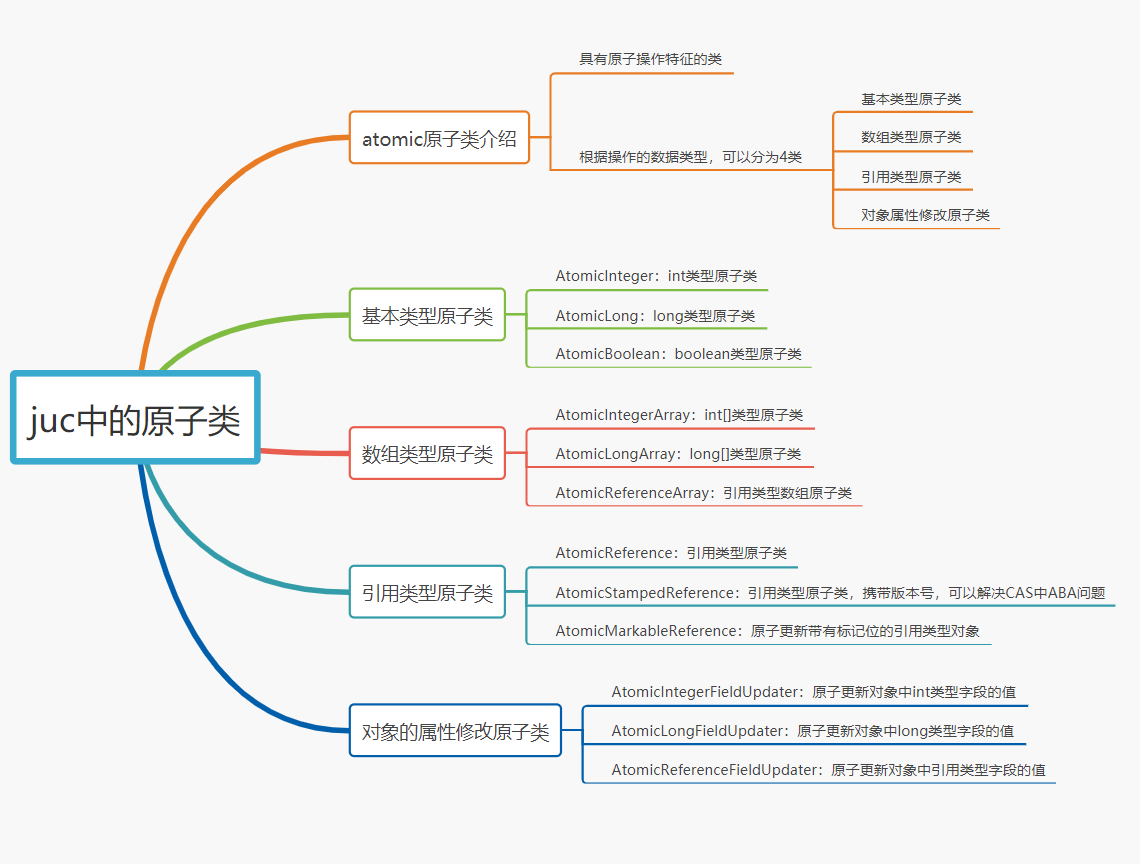 juc中的原子类
atomic原子类介绍
具有原子操作特征的类
根据操作的数据类型，可以分为4类
基本类型原子类
数组类型原子类
引用类型原子类
对象属性修改原子类
基本类型原子类
AtomicInteger：int类型原子类
AtomicLong：long类型原子类
AtomicBoolean：boolean类型原子类
数组类型原子类
AtomicIntegerArray：int[]类型原子类
AtomicLongArray：long[]类型原子类
AtomicReferenceArray：引用类型数组原子类
引用类型原子类
AtomicReference：引用类型原子类
AtomicStampedReference：引用类型原子类，携带版本号，可以解决CAS中ABA问题
AtomicMarkableReference：原子更新带有标记位的引用类型对象
对象的属性修改原子类
AtomicIntegerFieldUpdater：原子更新对象中int类型字段的值
AtomicLongFieldUpdater：原子更新对象中long类型字段的值
AtomicReferenceFieldUpdater：原子更新对象中引用类型字段的值